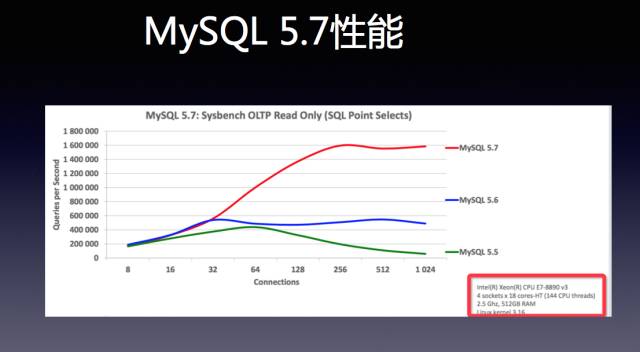 MySQL 5.7性能
MySQL 5.7: Sysbench OLTP Read Only (SQL Point Selects)
Queries per Second
1 800 000
1 600 000
1 400 000
1 200 000
1 000 000
800 000
600 000
400 000
200 000
0
8 16 32 64 128 256 512 1 024
Connections
MySQL 5.7
MySQL 5.6
MySQL 5.5
Intel(R) Xeon(R) CPU E7-8890 v3
4 sockets x 18 cores-HT (144 CPU threads)
2.5 Ghz, 512GB RAM
Linux kernel 3.16